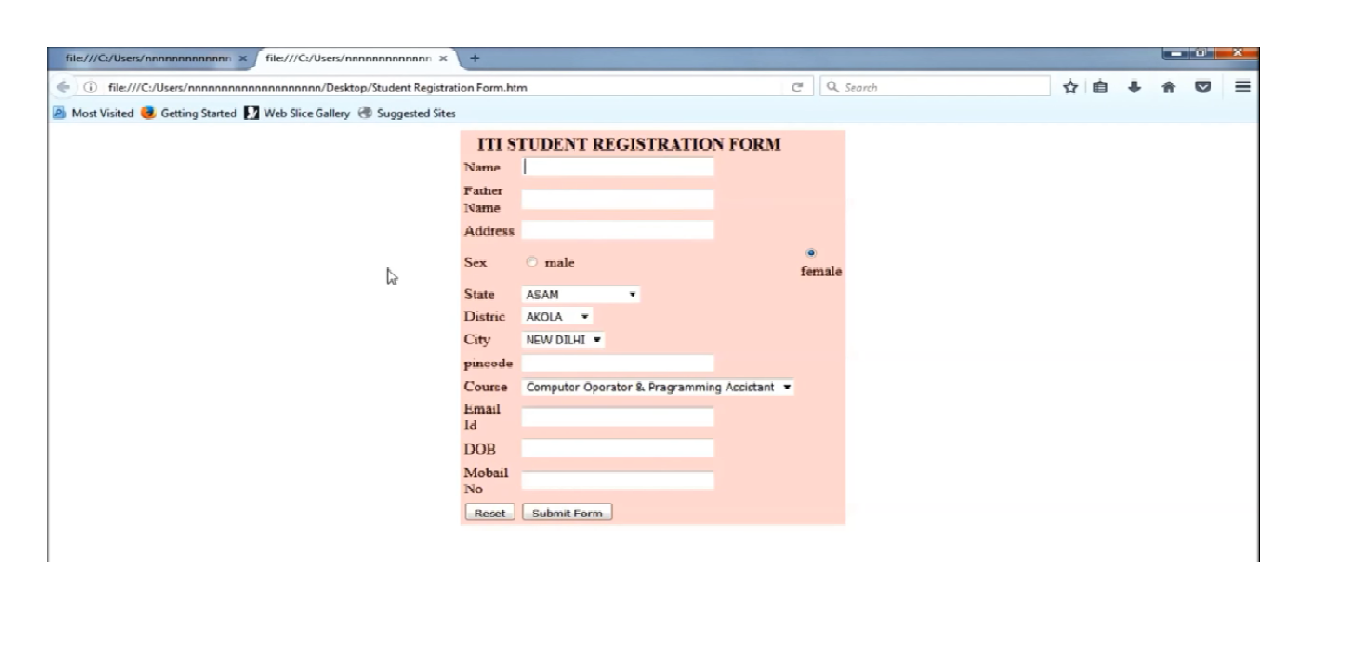 file:///C:/Users/nnnnnnnnnnnnn × file:///C:/Users/nnnnnnnnnnnnn × +
file:///C:/Users/nnnnnnnnnnnnnnnnnnn/Desktop/Student Registration Form.htm Search
Most Visited Getting Started Web Slice Gallery Suggested Sites
ITI STUDENT REGISTRATION FORM
Name
Father
Name
Address
Sex male female
State ASAM
Distric AKOLA
City NEW DILHI
pincode
Course Computor Oporator & Pragramming Accictant
Email
Id
DOB
Mobail
No
Reset Submit Form